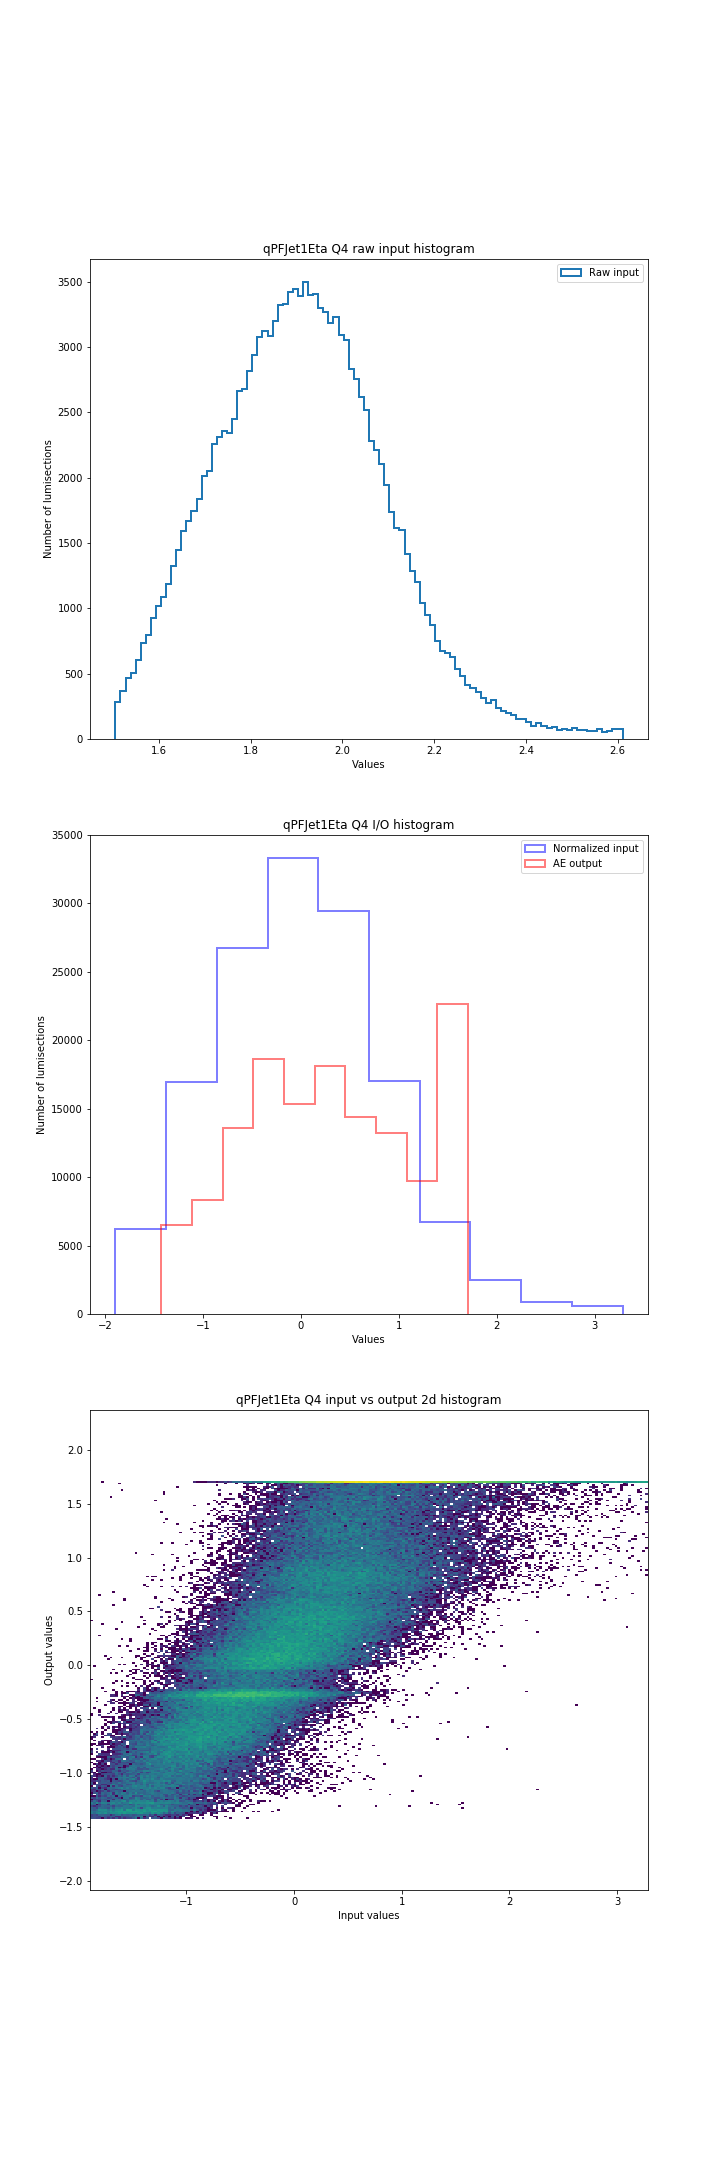 qPFJet1Eta Q4 raw input histogram
Raw input
3500
3000
2500
2000
1500
1000
500
0
Number of lumisections
1.6 1.8 2.0 2.2 2.4 2.6
Values
qPFJet1Eta Q4 I/O histogram
Normalized input
AE output
35000
30000
25000
20000
15000
10000
5000
0
Number of lumisections
−2 −1 0 1 2 3
Values
qPFJet1Eta Q4 input vs output 2d histogram
2.0
1.5
1.0
0.5
0.0
−0.5
−1.0
−1.5
−2.0
Output values
−1 0 1 2 3
Input values